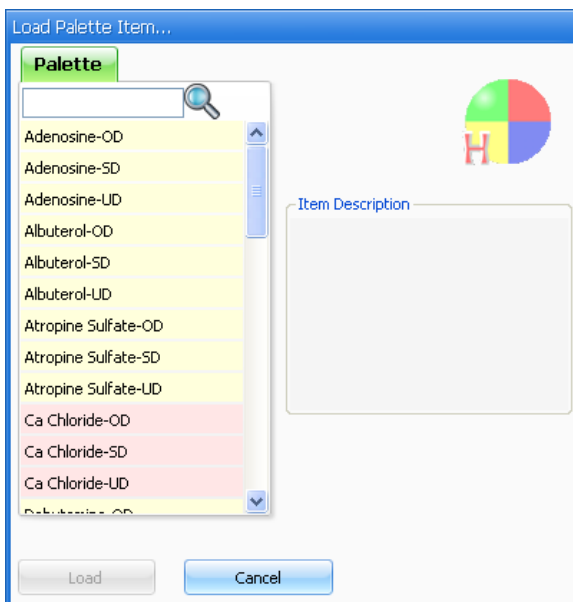 Load Palette Item...
Palette
Adenosine-OD
Adenosine-SD
Adenosine-UD
Albuterol-OD
Albuterol-SD
Albuterol-UD
Atropine Sulfate-OD
Atropine Sulfate-SD
Atropine Sulfate-UD
Ca Chloride-OD
Ca Chloride-SD
Ca Chloride-UD
Dobutamine-OD
H
Item Description
Load
Cancel